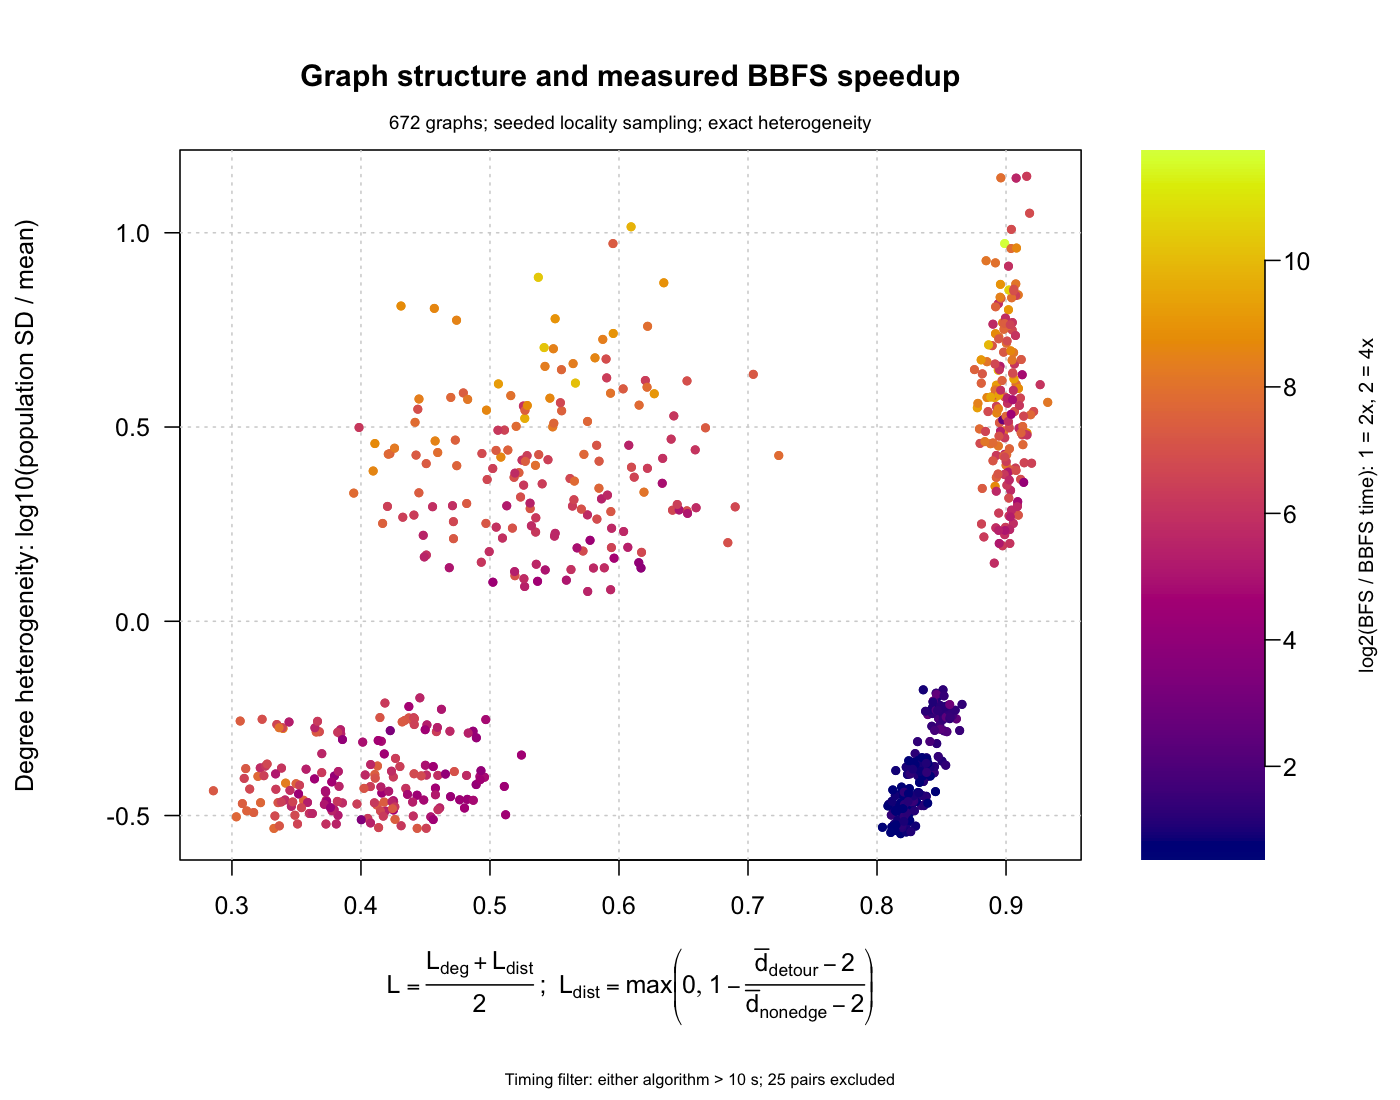 Graph structure and measured BBFS speedup
672 graphs; seeded locality sampling; exact heterogeneity
Degree heterogeneity: log10(population SD / mean)
1.0
0.5
0.0
-0.5
0.3 0.4 0.5 0.6 0.7 0.8 0.9
10
8
6
4
2
log2(BFS / BBFS time): 1 = 2x, 2 = 4x
L = (L_deg + L_dist) / 2 ; L_dist = max(0, 1 − (d̅_detour − 2) / (d̅_nonedge − 2))
Timing filter: either algorithm > 10 s; 25 pairs excluded